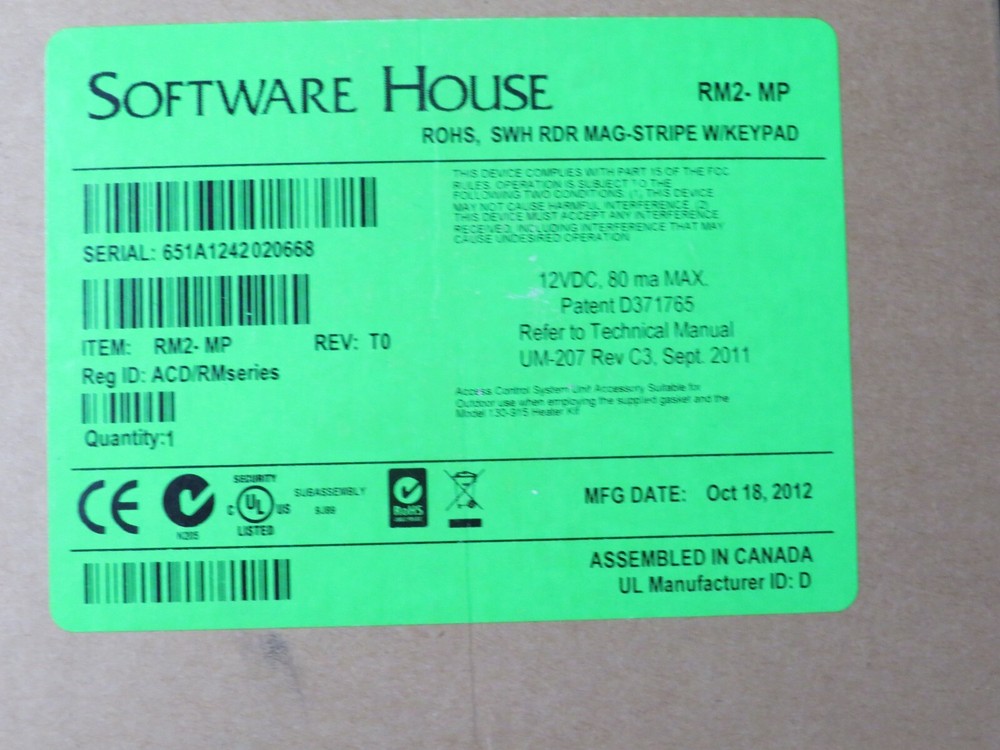 SOFTWARE HOUSE
RM2- MP
ROHS, SWH RDR MAG-STRIPE W/KEYPAD
THIS DEVICE COMPLIES WITH PART 15 OF THE FCC
RULES. OPERATION IS SUBJECT TO THE
FOLLOWING TWO CONDITIONS. (1) THIS DEVICE
MAY NOT CAUSE HARMFUL INTERFERENCE. (2)
THIS DEVICE MUST ACCEPT ANY INTERFERENCE
RECEIVED, INCLUDING INTERFERENCE THAT MAY
CAUSE UNDESIRED OPERATION
SERIAL: 651A1242020668
12VDC, 80 ma MAX.
Patent D371765
Refer to Technical Manual
UM-207 Rev C3, Sept. 2011
ITEM: RM2- MP REV: T0
Reg ID: ACD/RMseries
Access Control System Unit Accessory Suitable for
Outdoor use when employing the supplied gasket and the
Model 130-915 Heater Kit
Quantity:1
CE
N205
SECURITY
C UL US
LISTED
SUBASSEMBLY
9J89
RoHS
MFG DATE: Oct 18, 2012
ASSEMBLED IN CANADA
UL Manufacturer ID: D